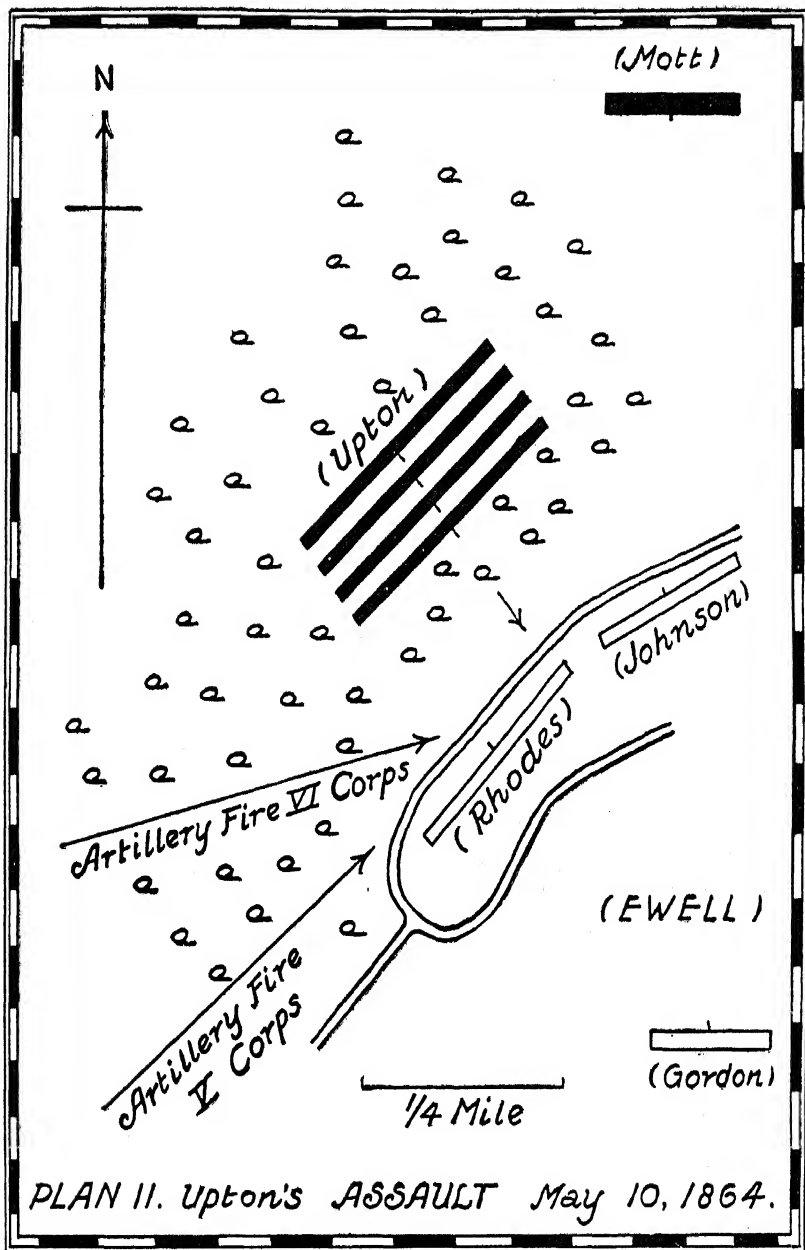 (Mott)
N
(Upton)
(Johnson)
(Rhodes)
Artillery Fire VI Corps
(EWELL)
Artillery Fire
V Corps
(Gordon)
1/4 Mile
PLAN II. Upton's ASSAULT May 10, 1864.